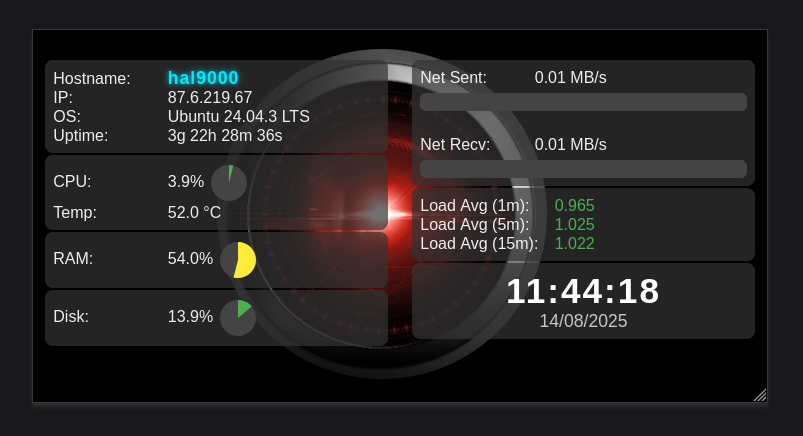 Hostname: hal9000
IP: 87.6.219.67
OS: Ubuntu 24.04.3 LTS
Uptime: 3g 22h 28m 36s
CPU: 3.9%
Temp: 52.0 °C
RAM: 54.0%
Disk: 13.9%
Net Sent: 0.01 MB/s
Net Recv: 0.01 MB/s
Load Avg (1m): 0.965
Load Avg (5m): 1.025
Load Avg (15m): 1.022
11:44:18
14/08/2025